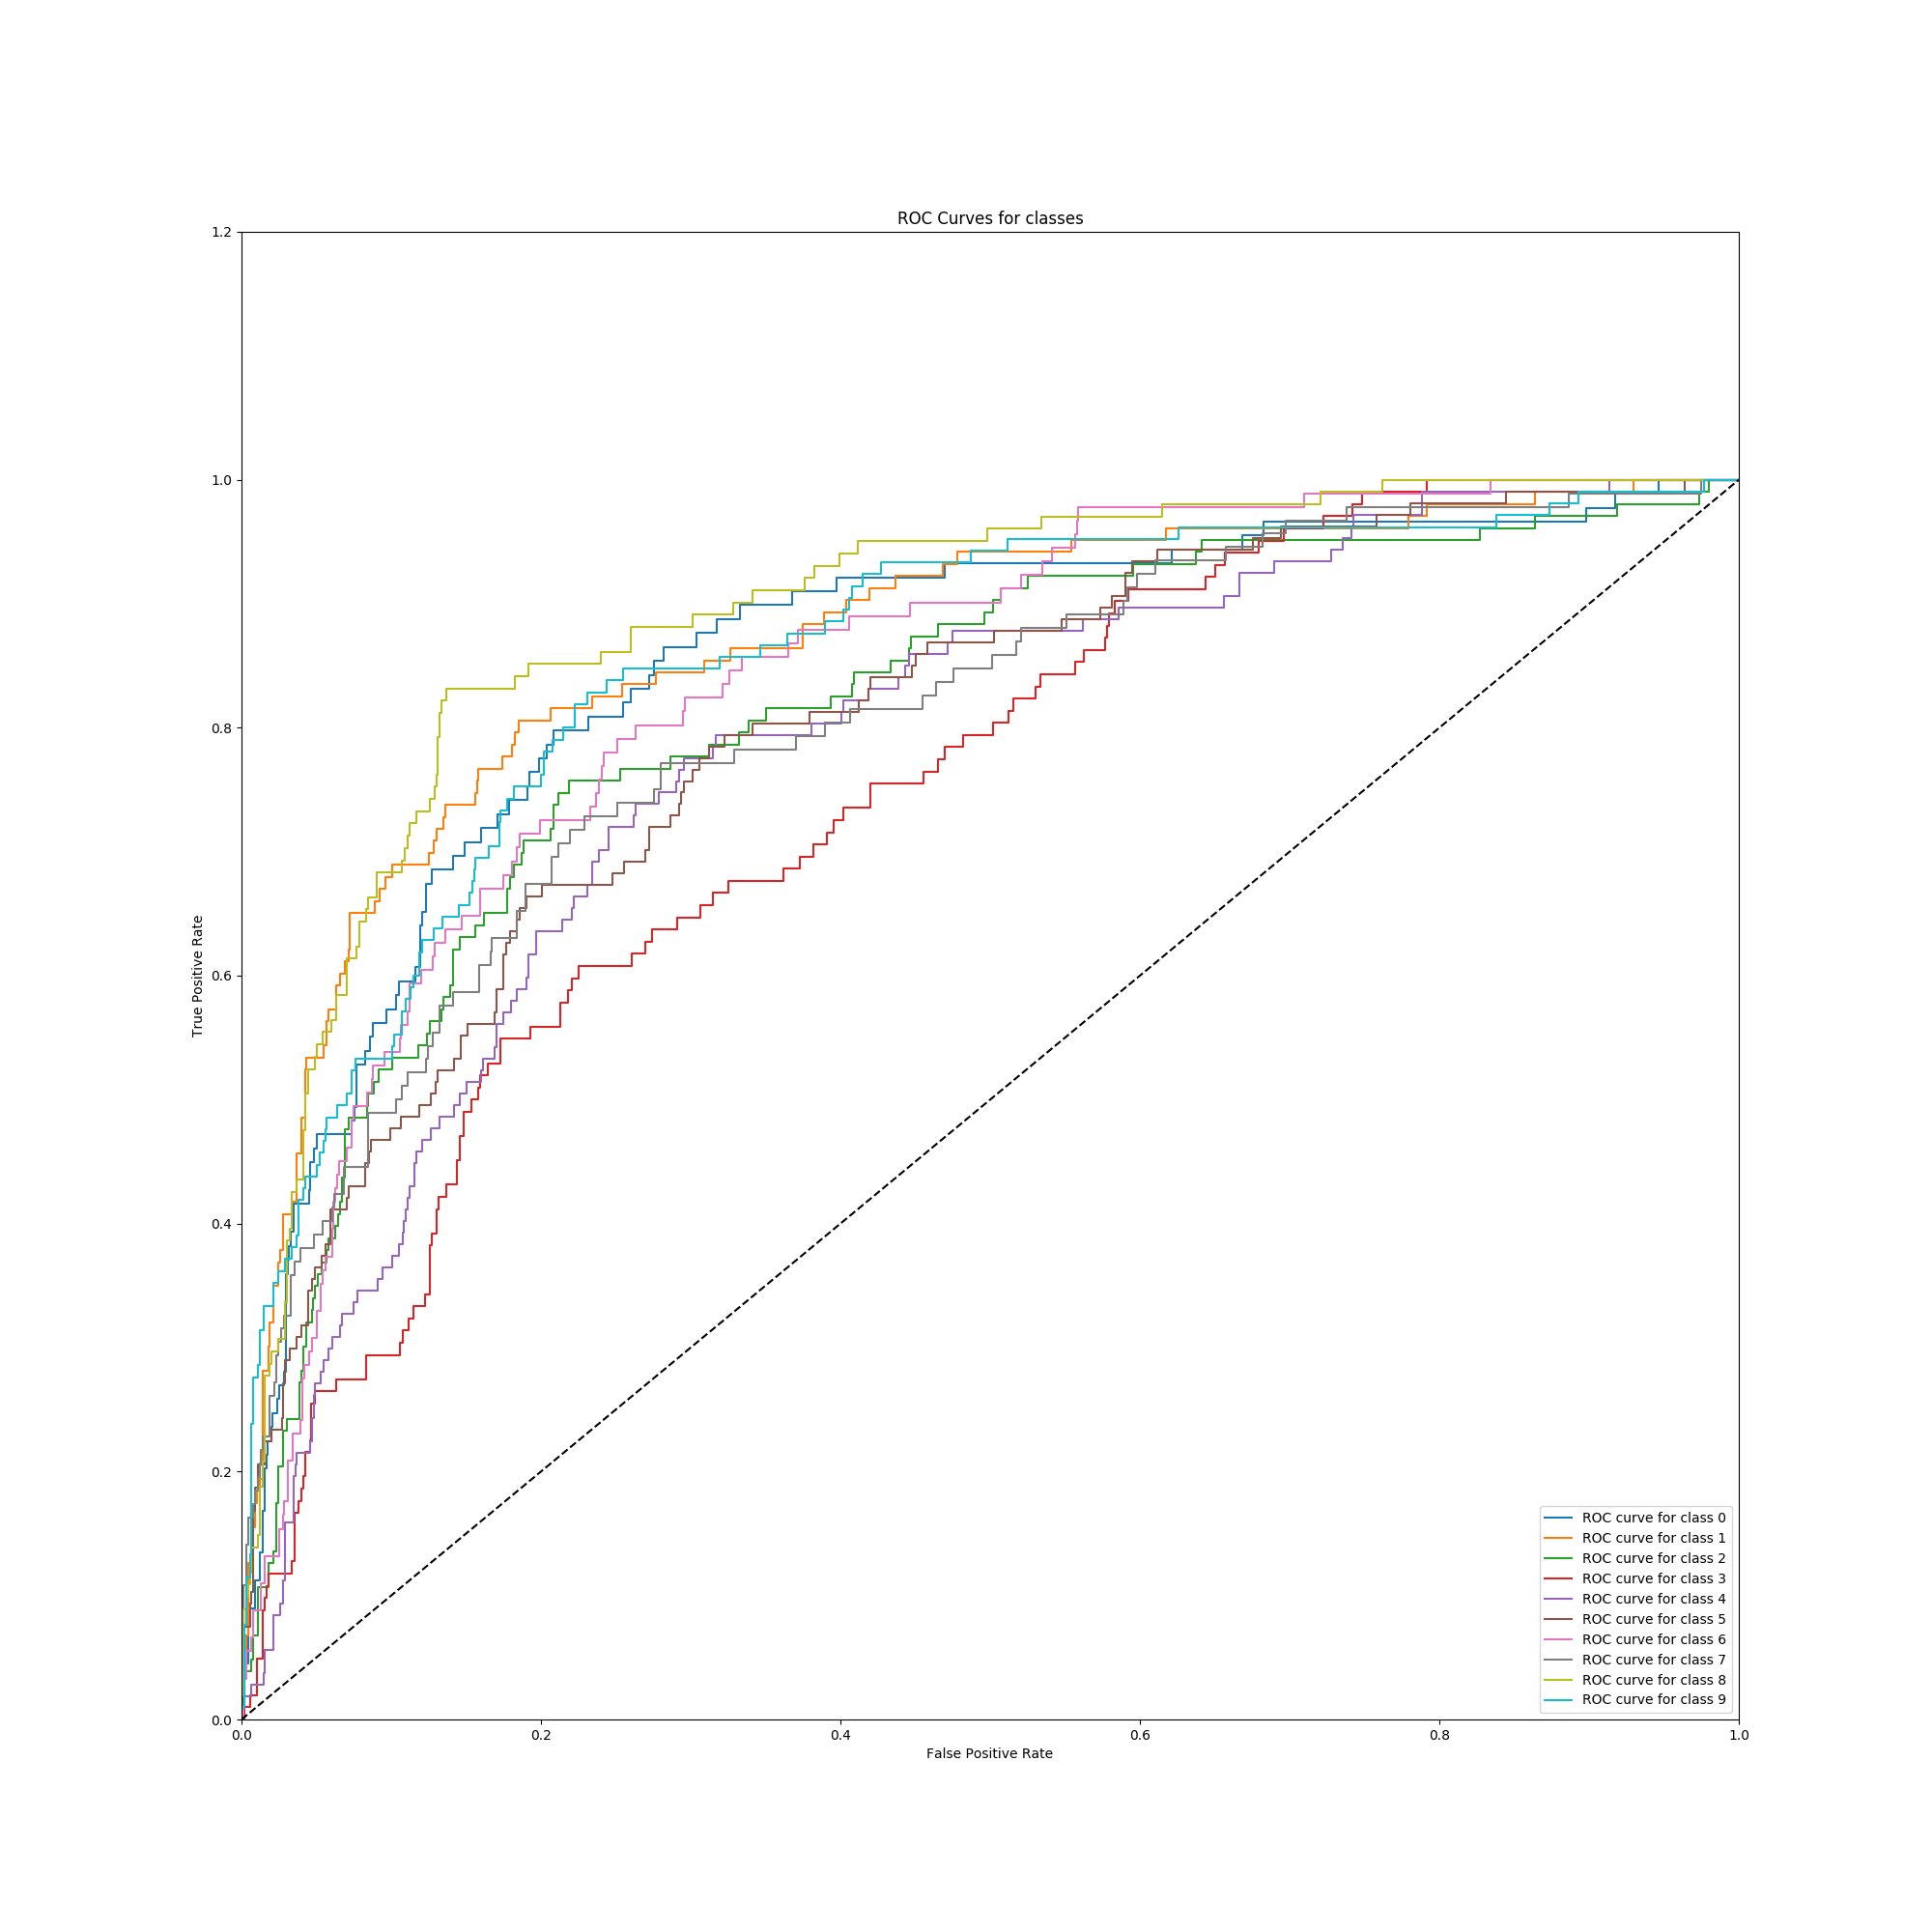 ROC Curves for classes
1.2
1.0
0.8
0.6
0.4
0.2
0.0
True Positive Rate
0.0 0.2 0.4 0.6 0.8 1.0
False Positive Rate
ROC curve for class 0
ROC curve for class 1
ROC curve for class 2
ROC curve for class 3
ROC curve for class 4
ROC curve for class 5
ROC curve for class 6
ROC curve for class 7
ROC curve for class 8
ROC curve for class 9